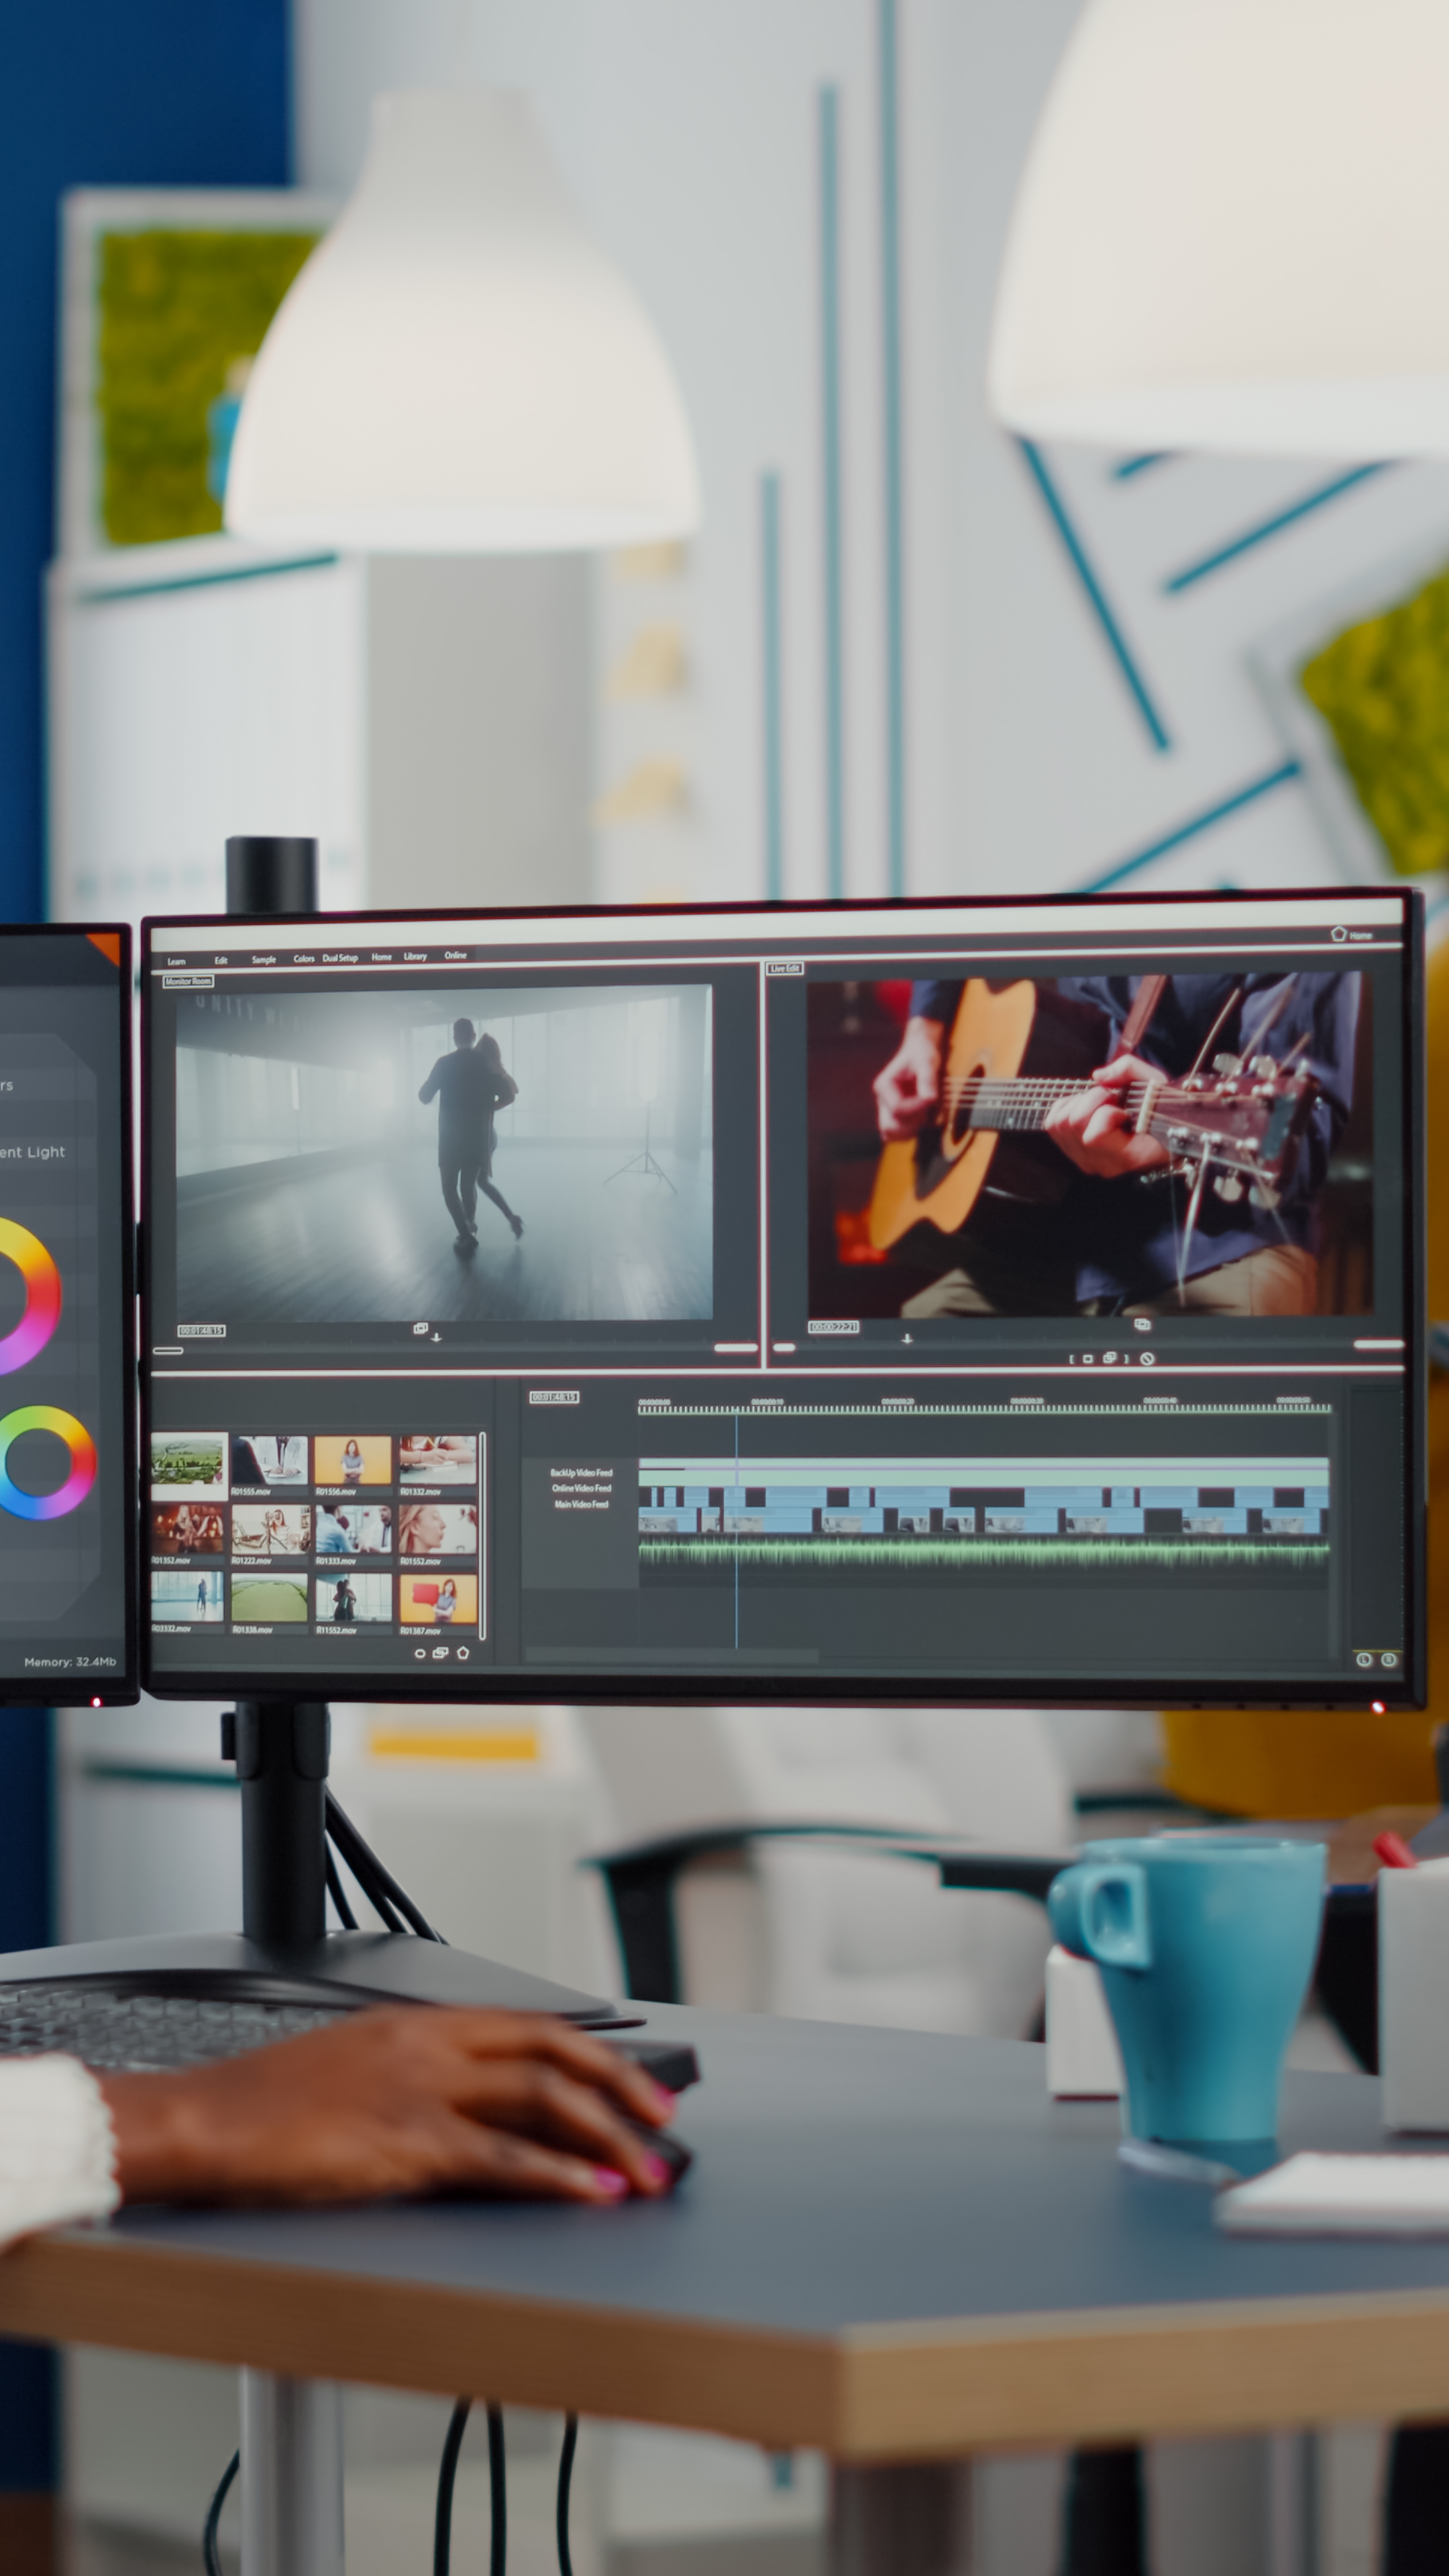 Home
Learn Edit Sample Colors Dual Setup Home Library Online
Monitor Room
Live Edit
UNITY
rs
ent Light
00:01:48:15
00:00:22:21
[ ]
00:01:48:15
BackUp Video Feed
Online Video Feed
Main Video Feed
R01555.mov R01556.mov R01332.mov
R01352.mov R01222.mov R01333.mov R01552.mov
R03332.mov R01338.mov R11552.mov R01387.mov
Memory: 32.4Mb
L R